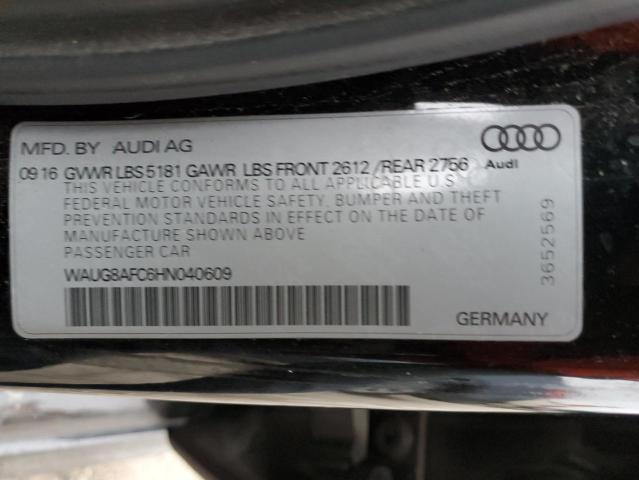 MFD. BY AUDI AG
09 16 GVWR LBS 5181 GAWR LBS FRONT 2612 /REAR 2756
Audi
THIS VEHICLE CONFORMS TO ALL APPLICABLE U.S
FEDERAL MOTOR VEHICLE SAFETY, BUMPER AND THEFT
PREVENTION STANDARDS IN EFFECT ON THE DATE OF
MANUFACTURE SHOWN ABOVE
PASSENGER CAR
WAUG8AFC6HN040609
3652569
GERMANY